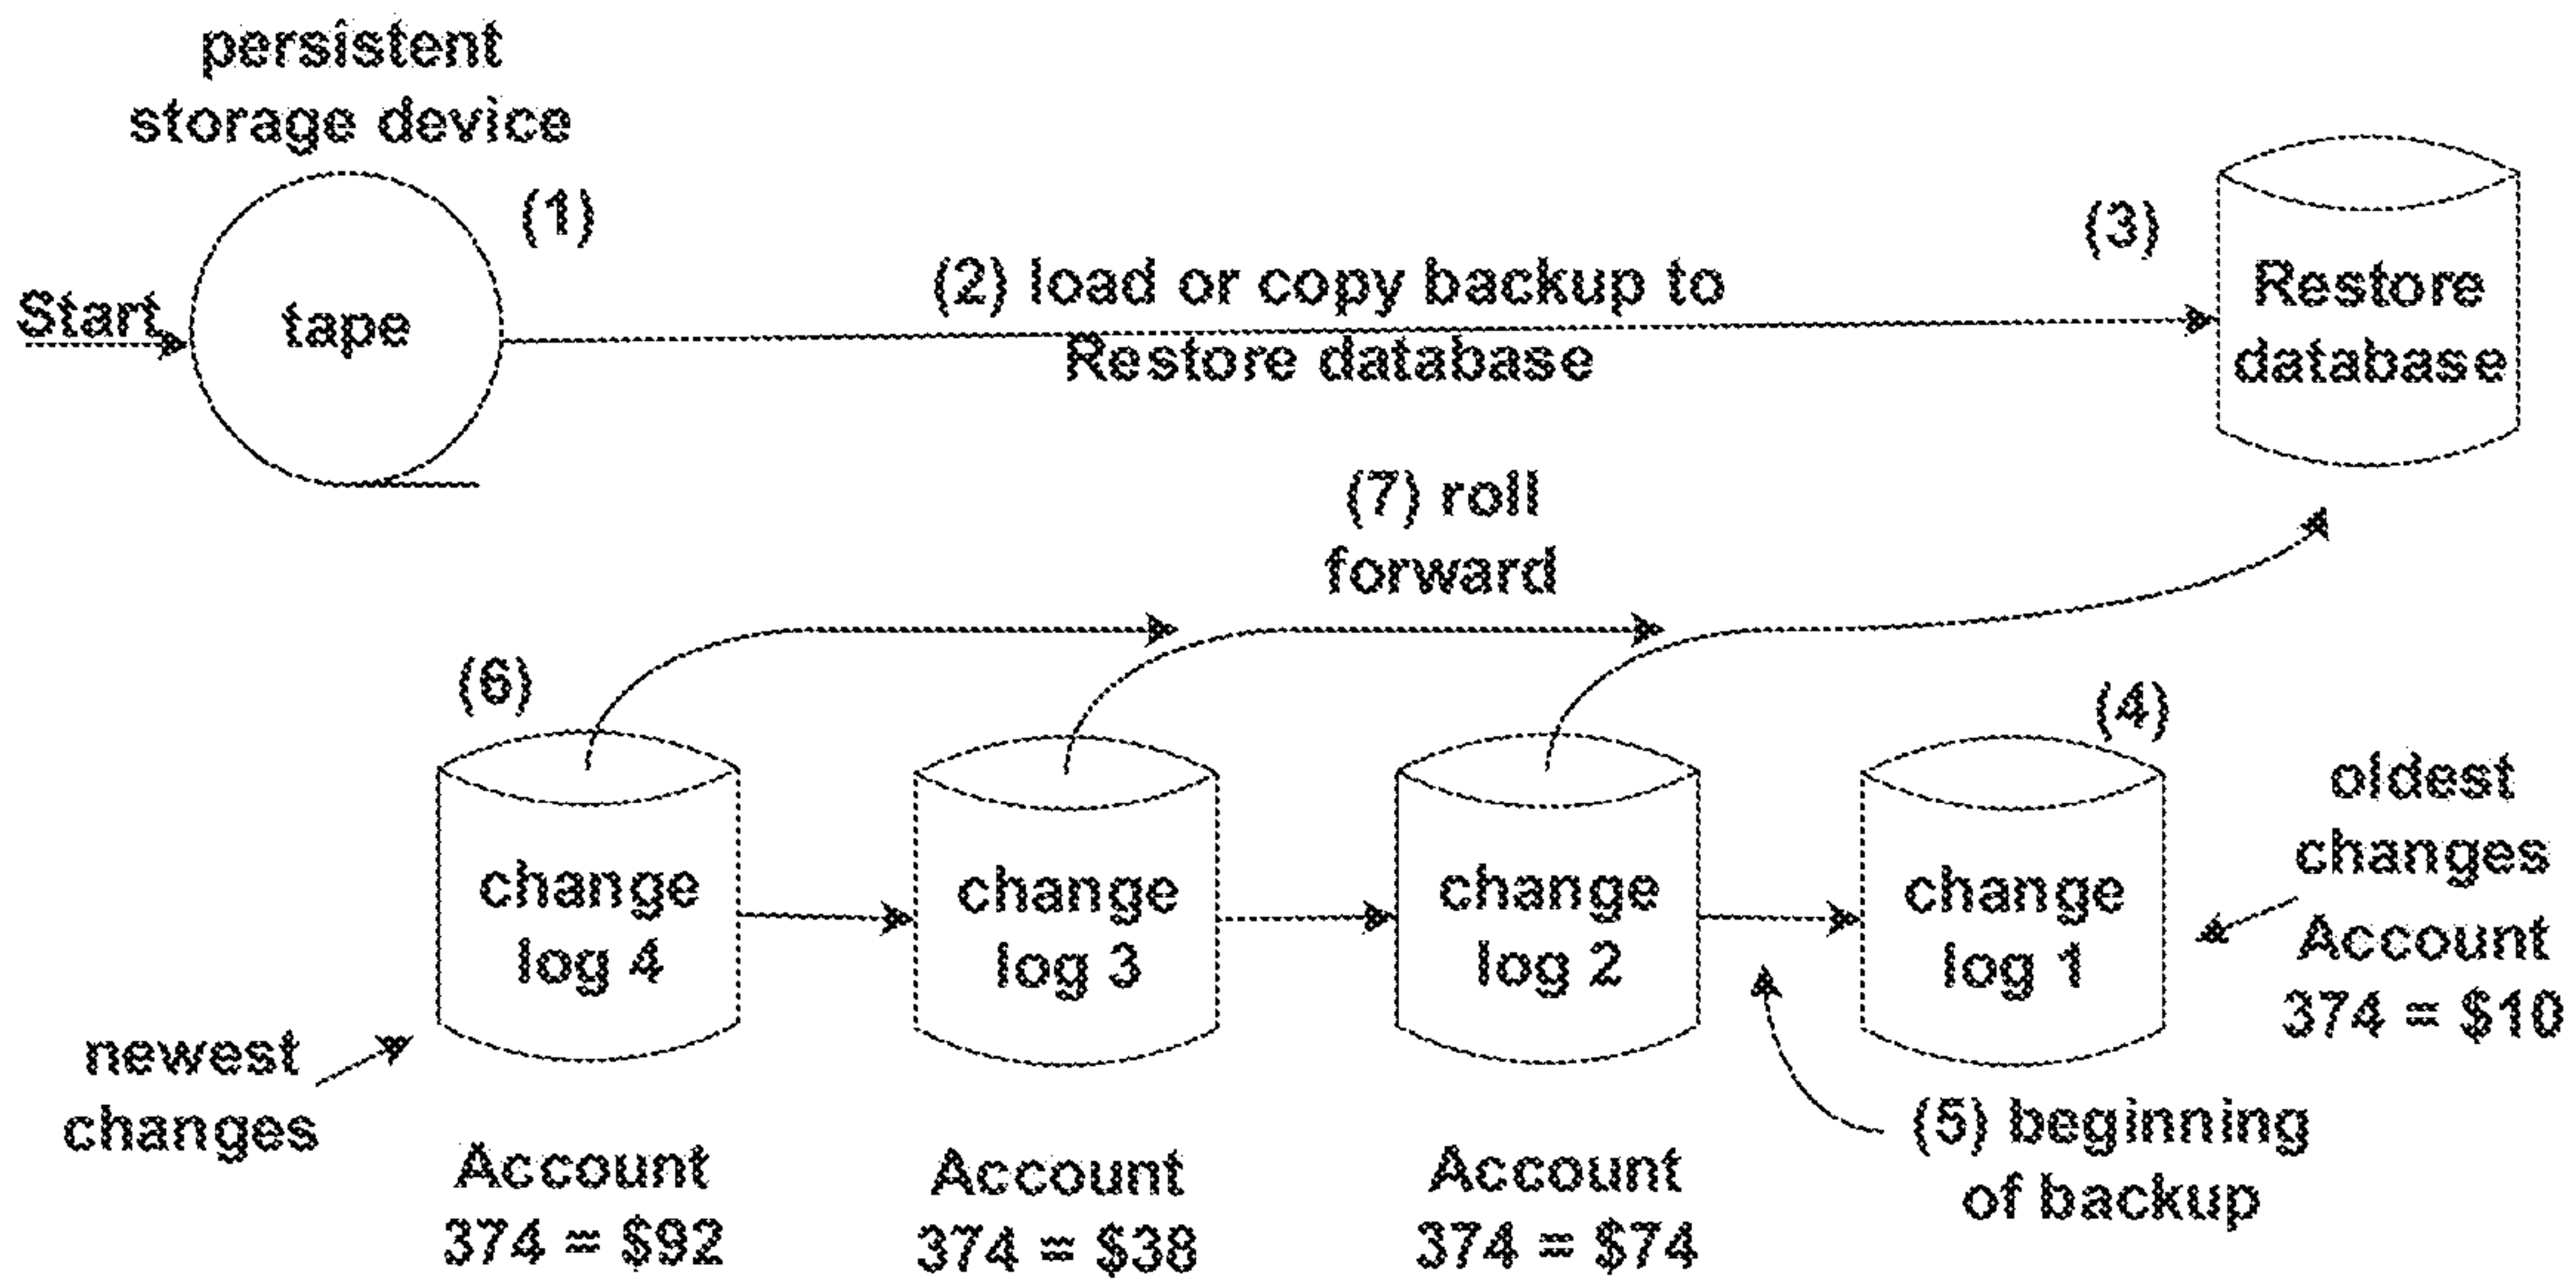 persistent
storage device
(1)
Start
tape
(2) load or copy backup to
Restore database
(3)
Restore
database
(7) roll
forward
(6)
(4)
change
log 4
change
log 3
change
log 2
change
log 1
oldest
changes
Account
374 = $10
newest
changes
Account
374 = $92
Account
374 = $38
Account
374 = $74
(5) beginning
of backup